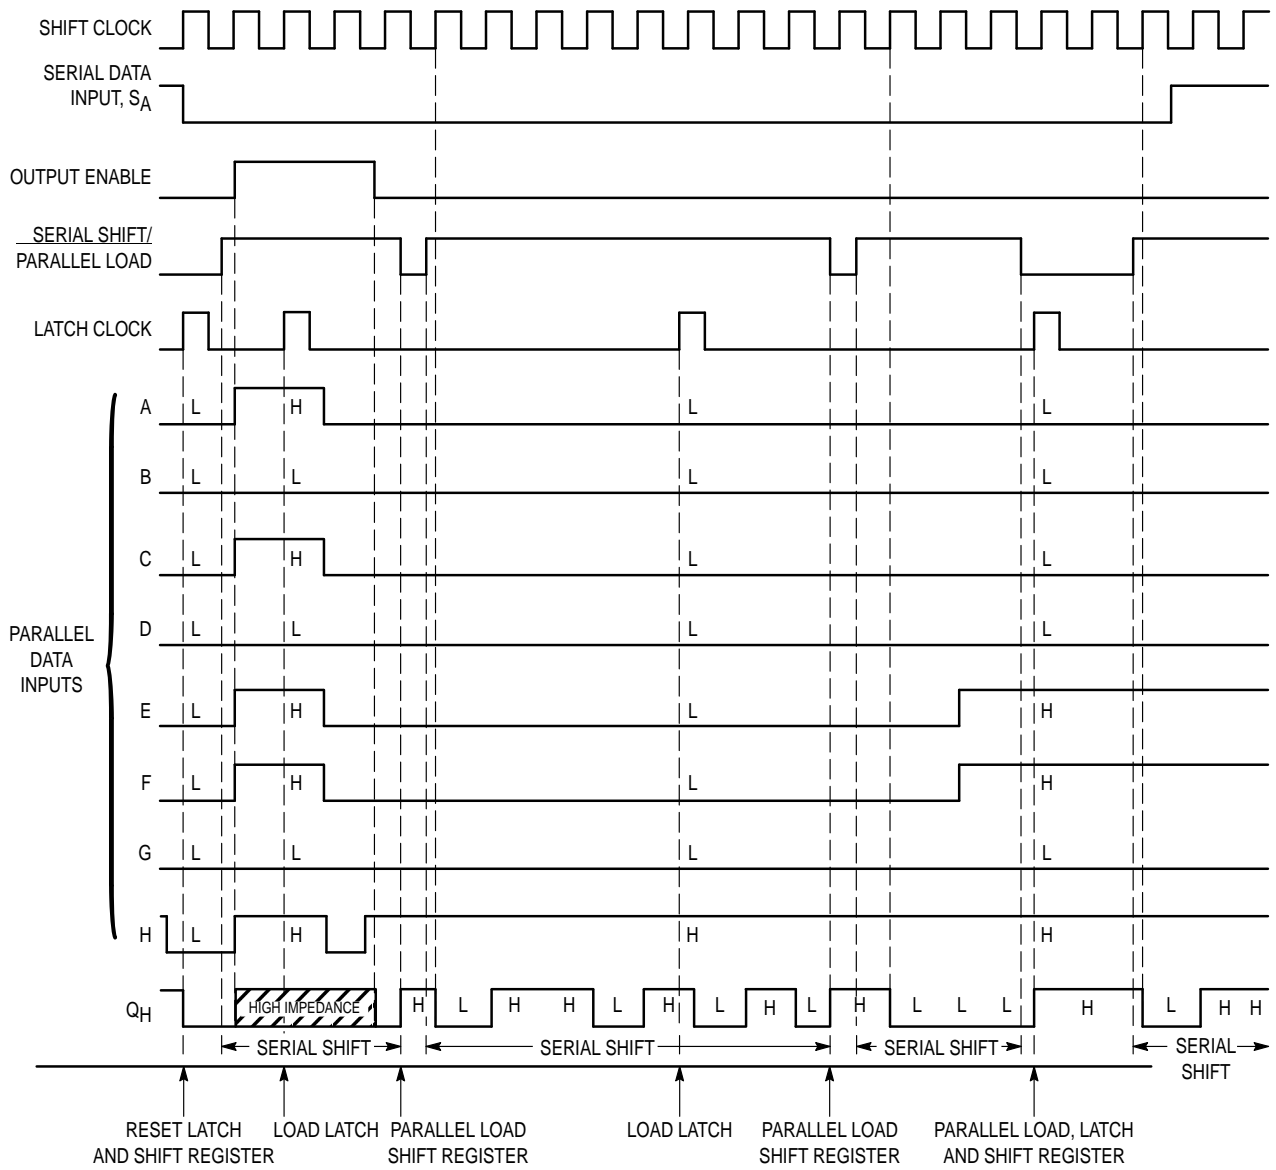 SHIFT CLOCK
SERIAL DATA
INPUT, SA
OUTPUT ENABLE
SERIAL SHIFT/
PARALLEL LOAD
LATCH CLOCK
A L H L L
B L L L L
C L H L L
D L L L L
PARALLEL
DATA
INPUTS
E L H L H
F L H L H
G L L L L
H L H H H
QH HIGH IMPEDANCE H L H H L H L H L H L L L H L H H
SERIAL SHIFT SERIAL SHIFT SERIAL SHIFT SERIAL
SHIFT
RESET LATCH
AND SHIFT REGISTER
LOAD LATCH
PARALLEL LOAD
SHIFT REGISTER
LOAD LATCH
PARALLEL LOAD
SHIFT REGISTER
PARALLEL LOAD, LATCH
AND SHIFT REGISTER